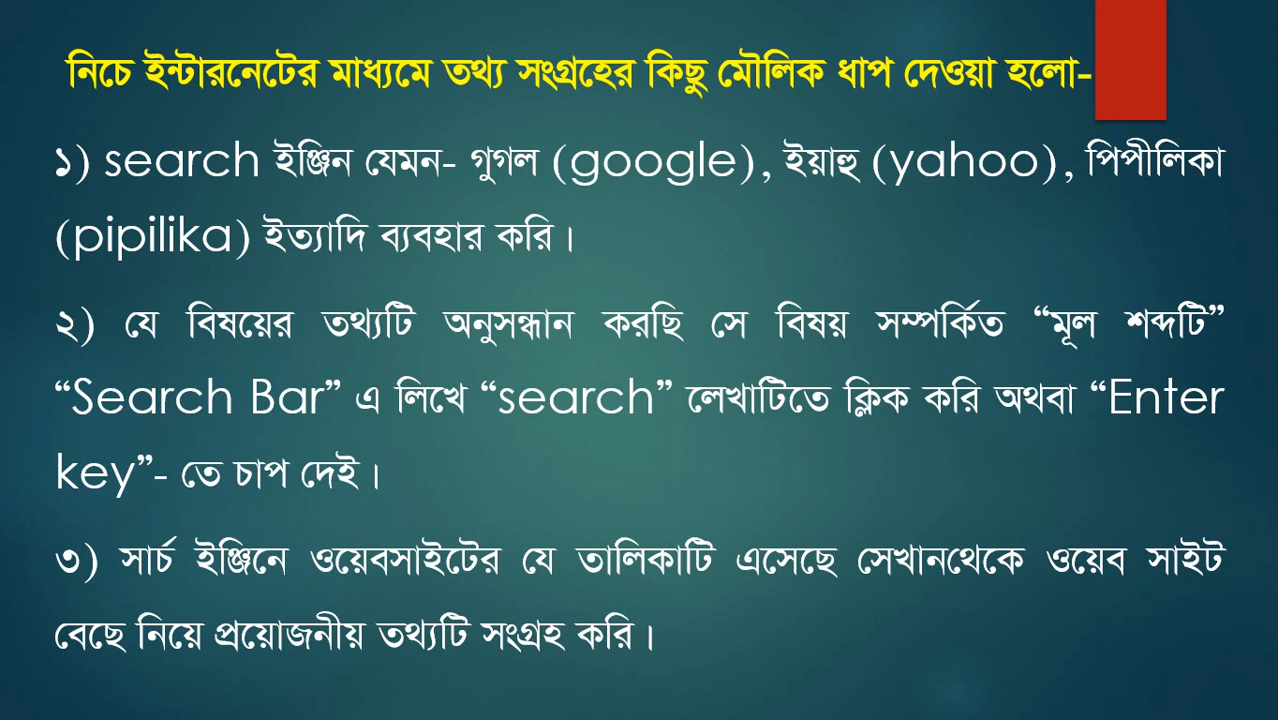 নিচে ইন্টারনেটের মাধ্যমে তথ্য সংগ্রহের কিছু মৌলিক ধাপ দেওয়া হলো-
১) search ইঞ্জিন যেমন- গুগল (google), ইয়াহু (yahoo), পিপীলিকা
(pipilika) ইত্যাদি ব্যবহার করি।
২) যে বিষয়ের তথ্যটি অনুসন্ধান করছি সে বিষয় সম্পর্কিত “মূল শব্দটি”
“Search Bar” এ লিখে “search” লেখাটিতে ক্লিক করি অথবা “Enter
key”- তে চাপ দেই।
৩) সার্চ ইঞ্জিনে ওয়েবসাইটের যে তালিকাটি এসেছে সেখানথেকে ওয়েব সাইট
বেছে নিয়ে প্রয়োজনীয় তথ্যটি সংগ্রহ করি।